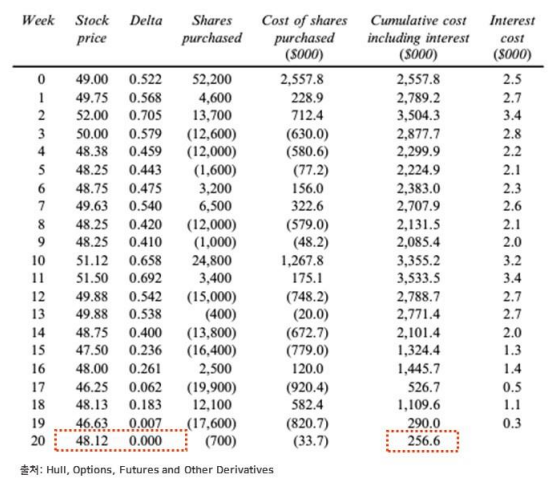 Week Stock Delta Shares Cost of shares Cumulative cost Interest
price purchased purchased including interest cost
($000) ($000) ($000)
0 49.00 0.522 52,200 2,557.8 2,557.8 2.5
1 49.75 0.568 4,600 228.9 2,789.2 2.7
2 52.00 0.705 13,700 712.4 3,504.3 3.4
3 50.00 0.579 (12,600) (630.0) 2,877.7 2.8
4 48.38 0.459 (12,000) (580.6) 2,299.9 2.2
5 48.25 0.443 (1,600) (77.2) 2,224.9 2.1
6 48.75 0.475 3,200 156.0 2,383.0 2.3
7 49.63 0.540 6,500 322.6 2,707.9 2.6
8 48.25 0.420 (12,000) (579.0) 2,131.5 2.1
9 48.25 0.410 (1,000) (48.2) 2,085.4 2.0
10 51.12 0.658 24,800 1,267.8 3,355.2 3.2
11 51.50 0.692 3,400 175.1 3,533.5 3.4
12 49.88 0.542 (15,000) (748.2) 2,788.7 2.7
13 49.88 0.538 (400) (20.0) 2,771.4 2.7
14 48.75 0.400 (13,800) (672.7) 2,101.4 2.0
15 47.50 0.236 (16,400) (779.0) 1,324.4 1.3
16 48.00 0.261 2,500 120.0 1,445.7 1.4
17 46.25 0.062 (19,900) (920.4) 526.7 0.5
18 48.13 0.183 12,100 582.4 1,109.6 1.1
19 46.63 0.007 (17,600) (820.7) 290.0 0.3
20 48.12 0.000 (700) (33.7) 256.6
출처: Hull, Options, Futures and Other Derivatives